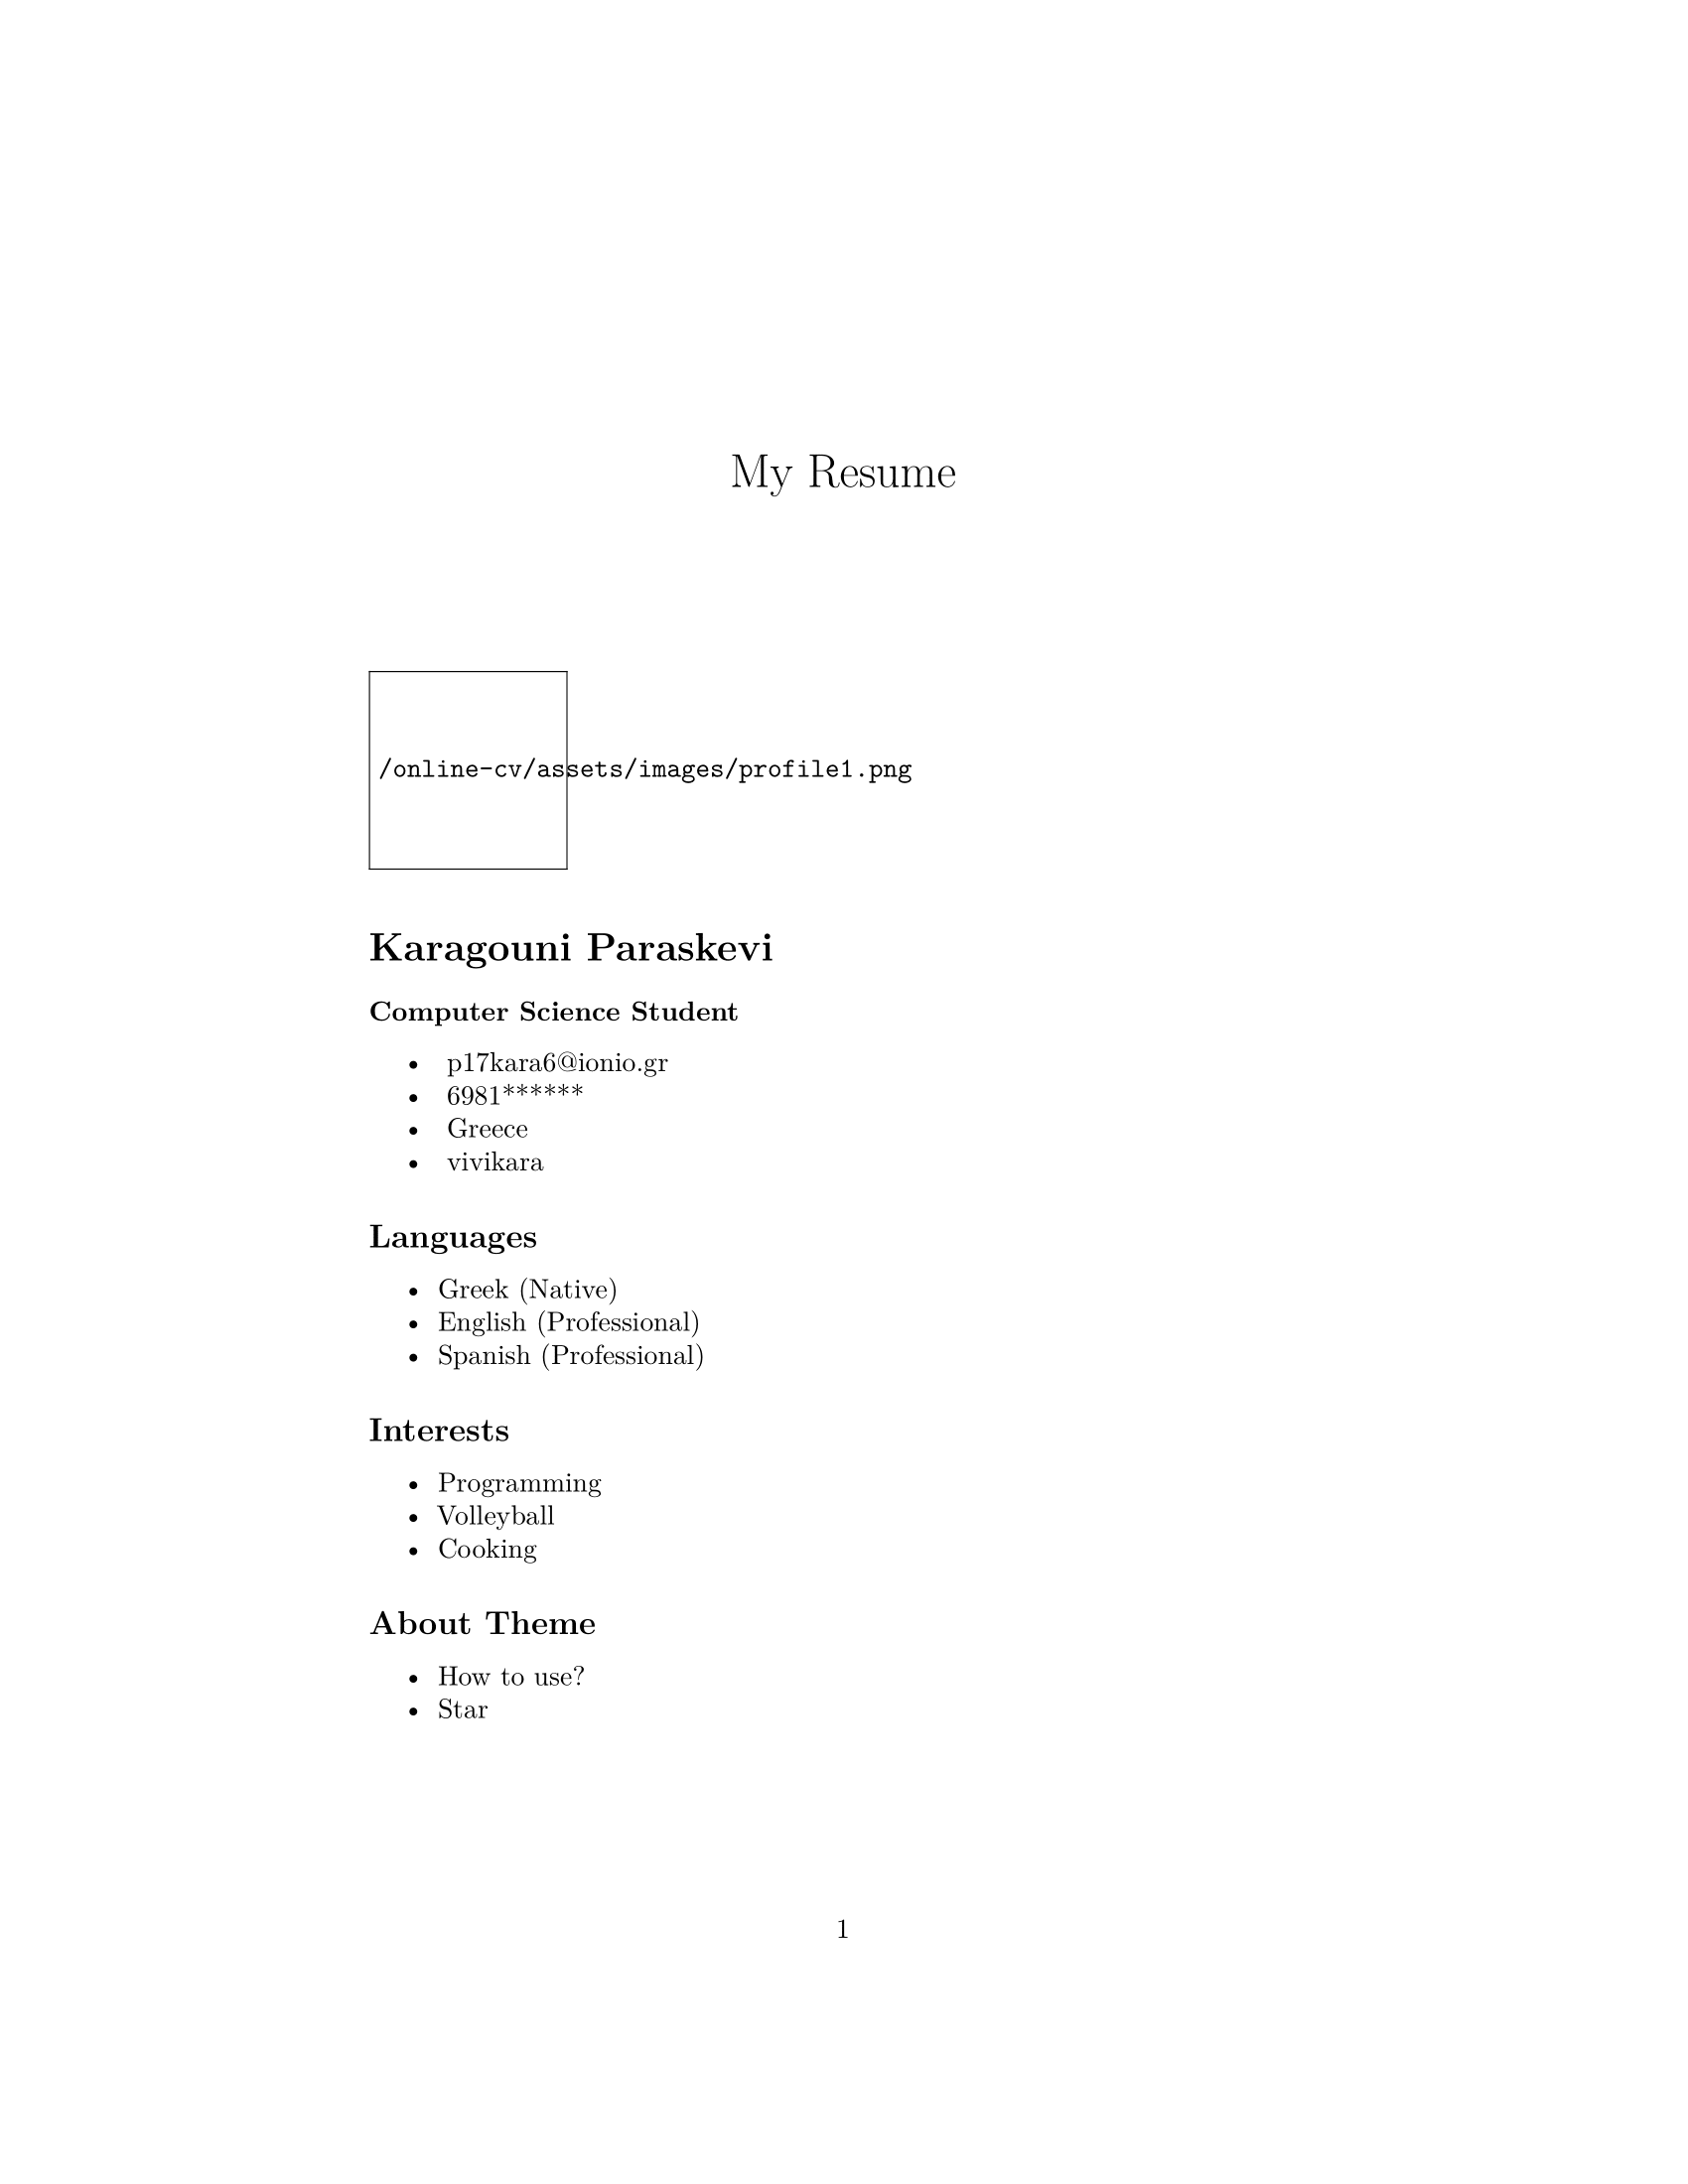 My Resume
/online-cv/assets/images/profile1.png
Karagouni Paraskevi
Computer Science Student
• p17kara6@ionio.gr
• 6981******
• Greece
• vivikara
Languages
• Greek (Native)
• English (Professional)
• Spanish (Professional)
Interests
• Programming
• Volleyball
• Cooking
About Theme
• How to use?
• Star
1